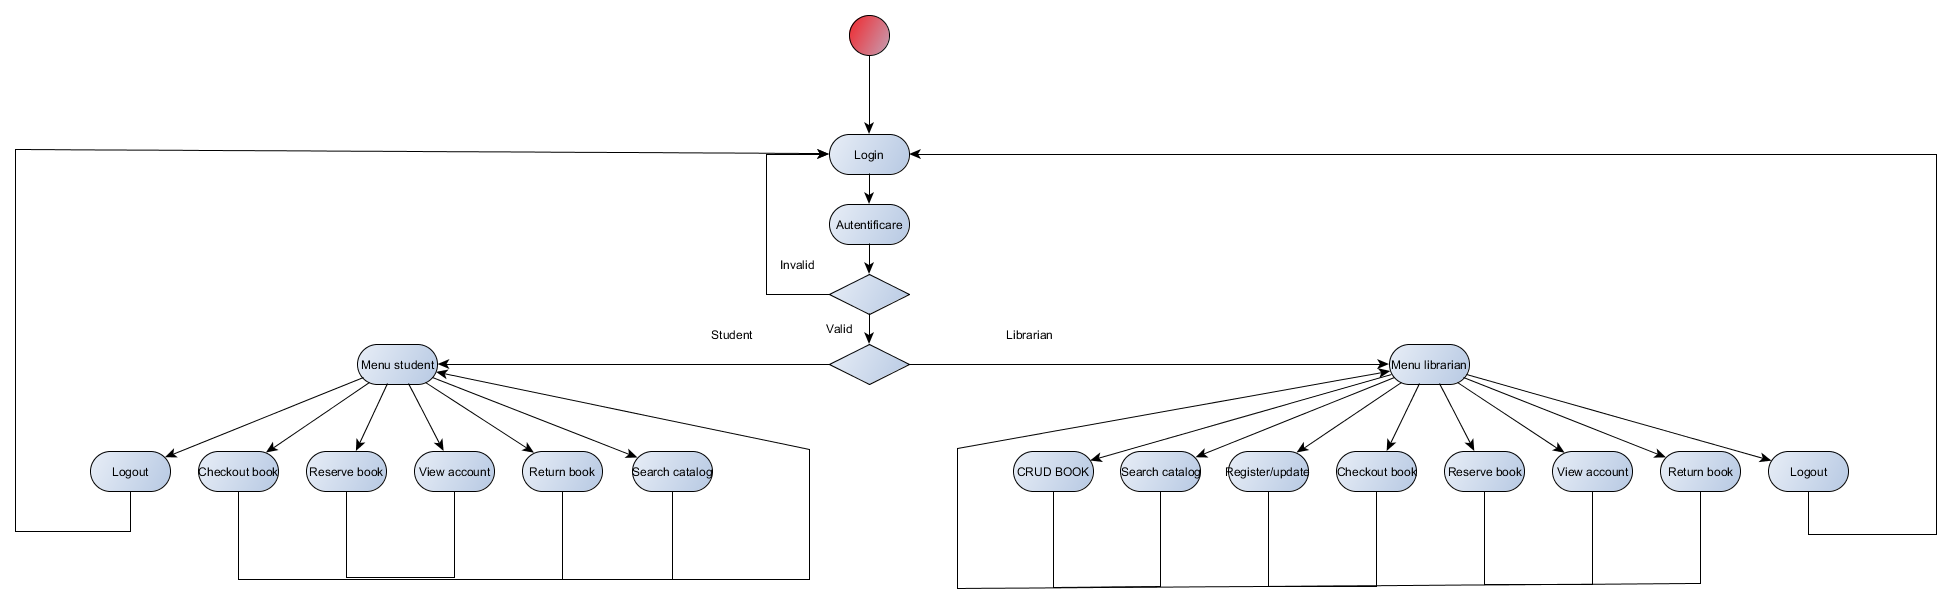 Login
Autentificare
Invalid
Valid
Student
Librarian
Menu student
Menu librarian
Logout
Checkout book
Reserve book
View account
Return book
Search catalog
CRUD BOOK
Search catalog
Register/update
Checkout book
Reserve book
View account
Return book
Logout